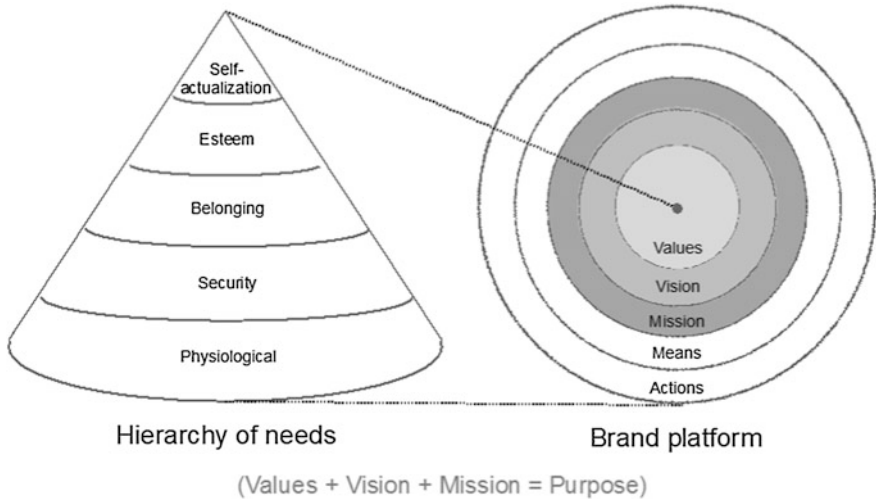 Self-
actualization
Esteem
Belonging
Security
Physiological
Hierarchy of needs
Values
Vision
Mission
Means
Actions
Brand platform
(Values + Vision + Mission = Purpose)